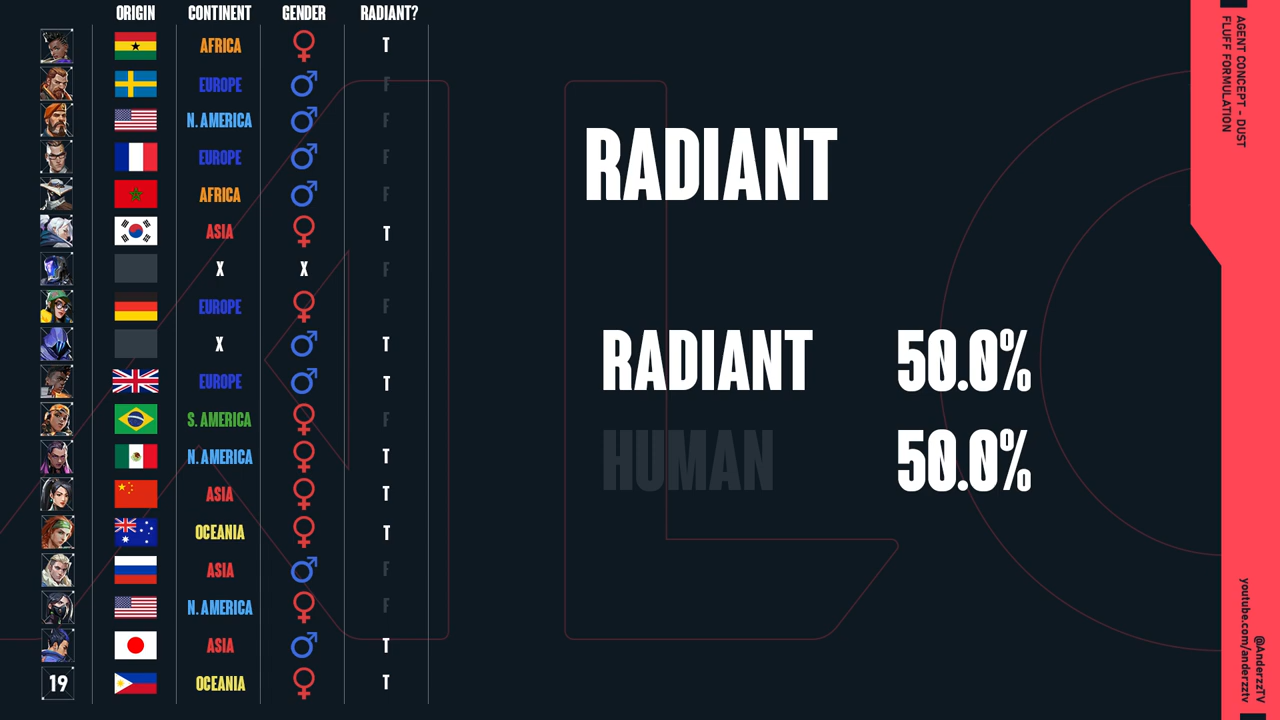 ORIGIN CONTINENT GENDER RADIANT?
AFRICA T
EUROPE F
N. AMERICA F
EUROPE F
AFRICA F
ASIA T
X X F
EUROPE F
X T
EUROPE T
S. AMERICA F
N. AMERICA T
ASIA T
OCEANIA T
ASIA F
N. AMERICA F
ASIA T
19 OCEANIA T
RADIANT
RADIANT 50.0%
HUMAN 50.0%
AGENT CONCEPT - DUST
FLUFF FORMULATION
@AnderzzTV
youtube.com/anderzztv